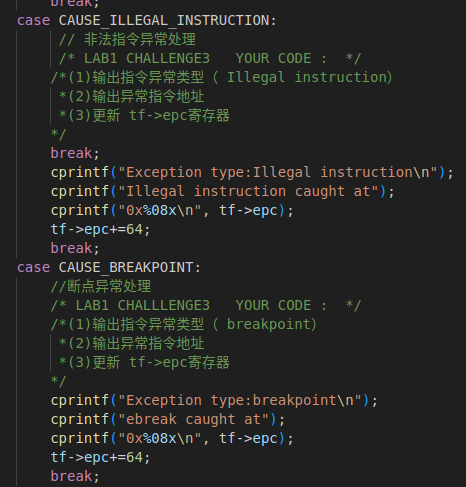 break;
case CAUSE_ILLEGAL_INSTRUCTION:
// 非法指令异常处理
/* LAB1 CHALLENGE3   YOUR CODE :  */
/*(1)输出指令异常类型（ Illegal instruction）
*(2)输出异常指令地址
*(3)更新 tf->epc寄存器
*/
break;
cprintf("Exception type:Illegal instruction\n");
cprintf("Illegal instruction caught at");
cprintf("0x%08x\n", tf->epc);
tf->epc+=64;
break;
case CAUSE_BREAKPOINT:
//断点异常处理
/* LAB1 CHALLLENGE3   YOUR CODE :  */
/*(1)输出指令异常类型（ breakpoint）
*(2)输出异常指令地址
*(3)更新 tf->epc寄存器
*/
cprintf("Exception type:breakpoint\n");
cprintf("ebreak caught at");
cprintf("0x%08x\n", tf->epc);
tf->epc+=64;
break;